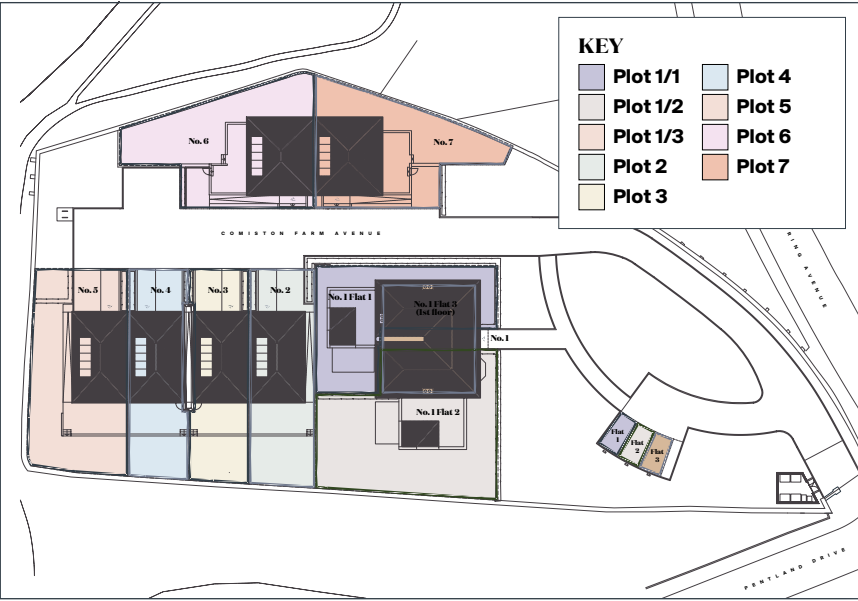 KEY
Plot 1/1
Plot 1/2
Plot 1/3
Plot 2
Plot 3
Plot 4
Plot 5
Plot 6
Plot 7
No. 6
No. 7
COMISTON FARM AVENUE
RING AVENUE
No. 5
No. 4
No. 3
No. 2
No. 1 Flat 1
No. 1 Flat 3
(1st floor)
No. 1
No. 1 Flat 2
Flat
1
Flat
2
Flat
3
PENTLAND DRIVE